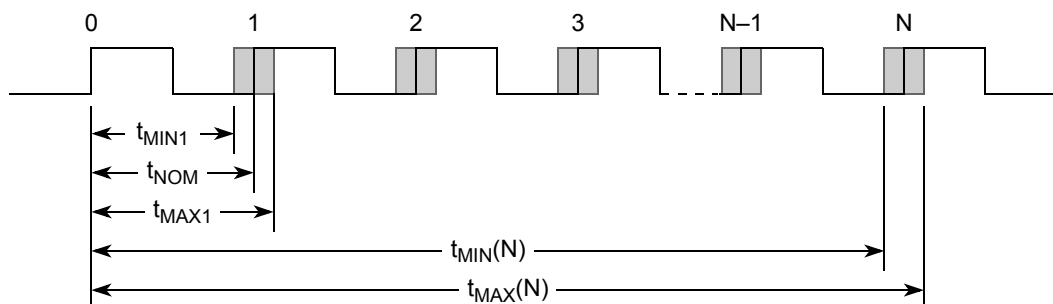 0 1 2 3 N–1 N
tMIN1
tNOM
tMAX1
tMIN(N)
tMAX(N)